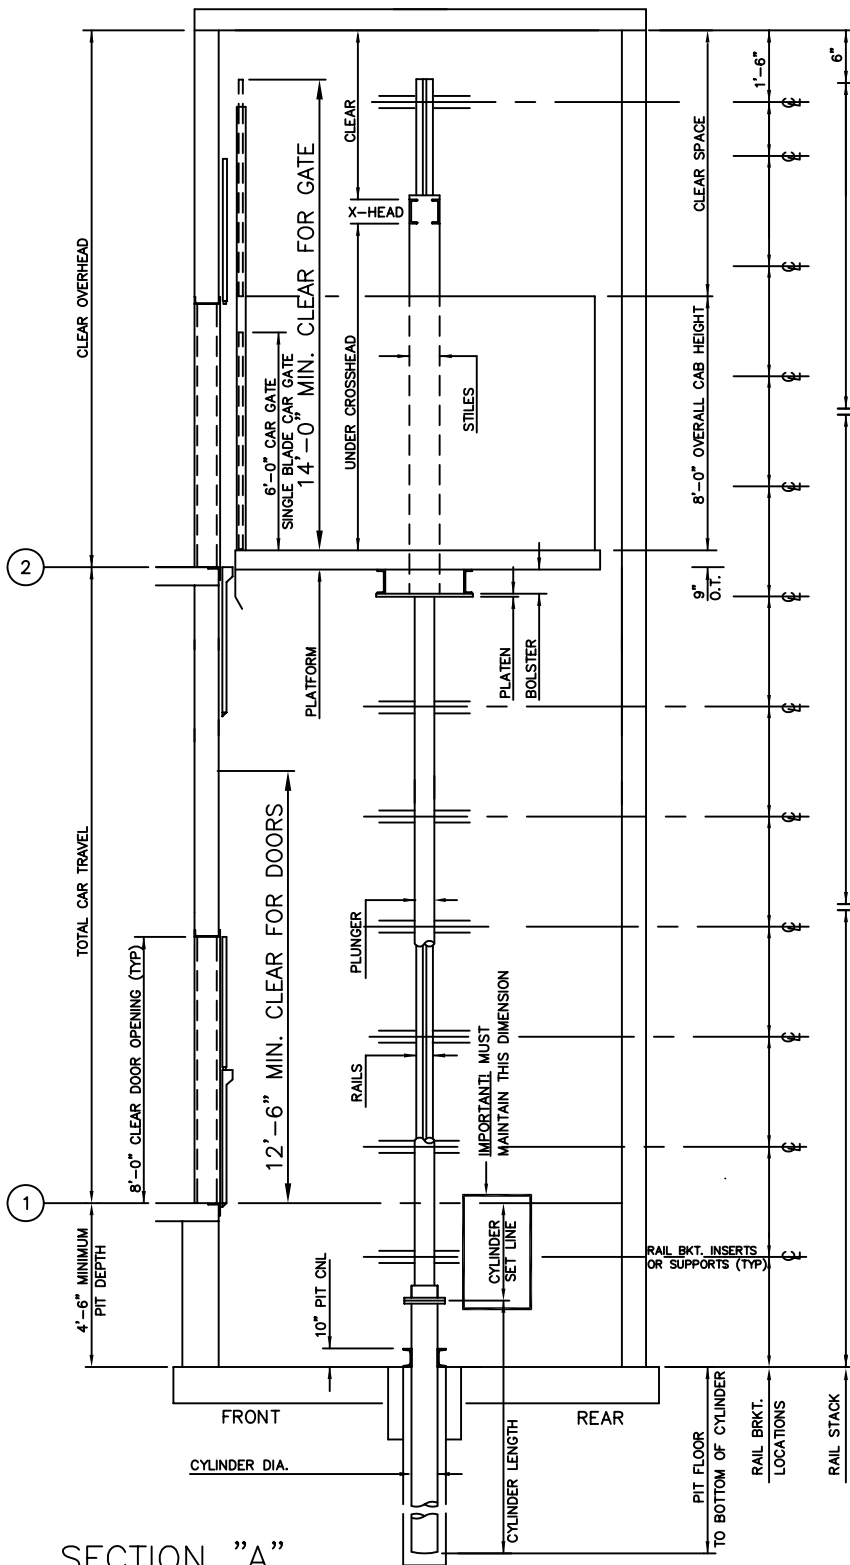 6"
1'-6"
CLEAR
CLEAR SPACE
X-HEAD
CLEAR OVERHEAD
14'-0" MIN. CLEAR FOR GATE
6'-0" CAR GATE
SINGLE BLADE CAR GATE
UNDER CROSSHEAD
STILES
8'-0" OVERALL CAB HEIGHT
2
9"
O.T.
PLATFORM
PLATEN
BOLSTER
TOTAL CAR TRAVEL
12'-6" MIN. CLEAR FOR DOORS
8'-0" CLEAR DOOR OPENING (TYP)
PLUNGER
RAILS
IMPORTANT! MUST
MAINTAIN THIS DIMENSION
1
4'-6" MINIMUM
PIT DEPTH
CYLINDER
SET LINE
RAIL BKT. INSERTS
OR SUPPORTS (TYP)
10" PIT CNL
FRONT
REAR
CYLINDER DIA.
CYLINDER LENGTH
PIT FLOOR
TO BOTTOM OF CYLINDER
RAIL BRKT.
LOCATIONS
RAIL STACK
SECTION "A"